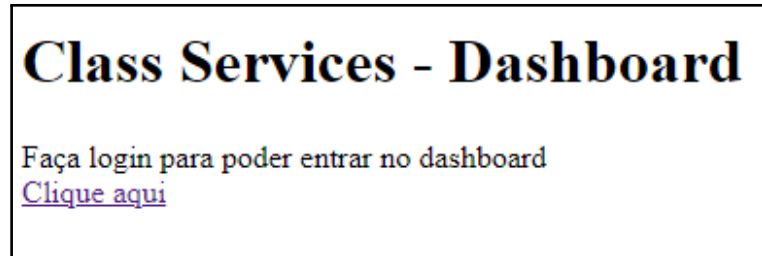 Class Services - Dashboard
Faça login para poder entrar no dashboard
Clique aqui